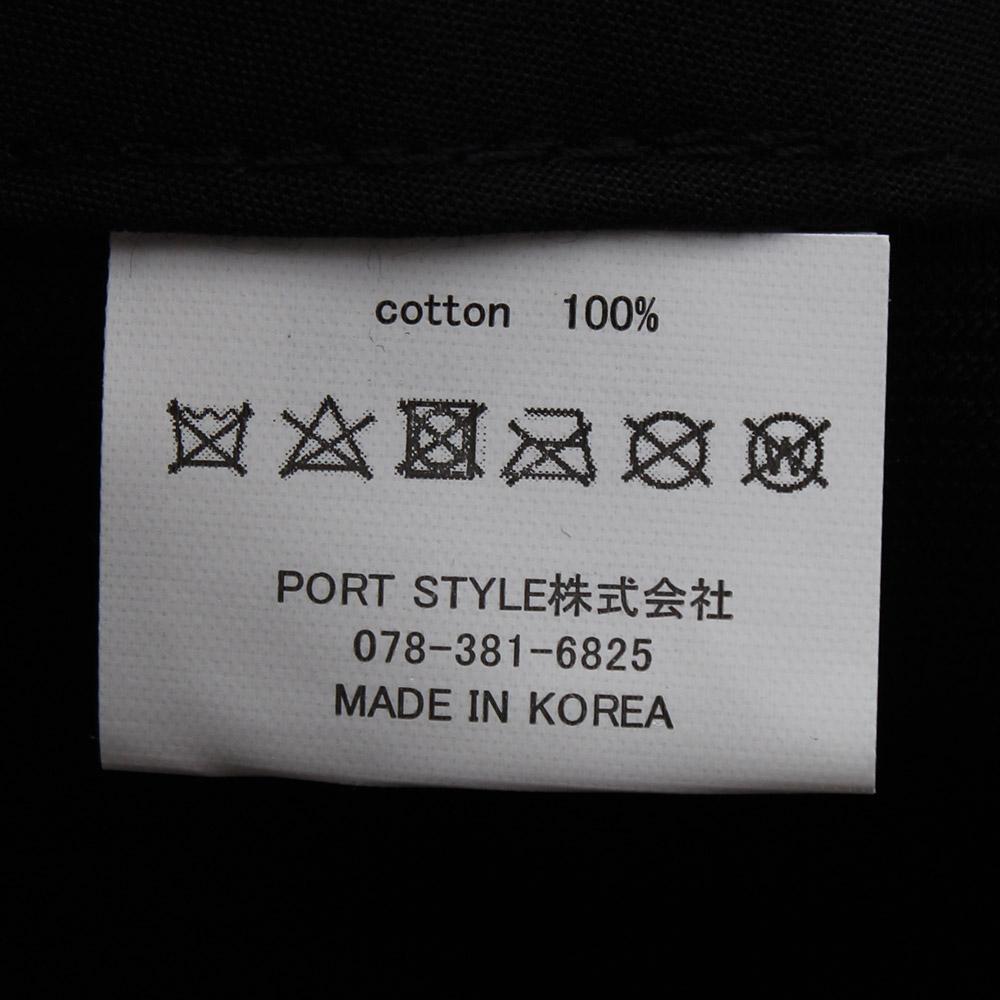 cotton 100%
W
PORT STYLE株式会社
078-381-6825
MADE IN KOREA